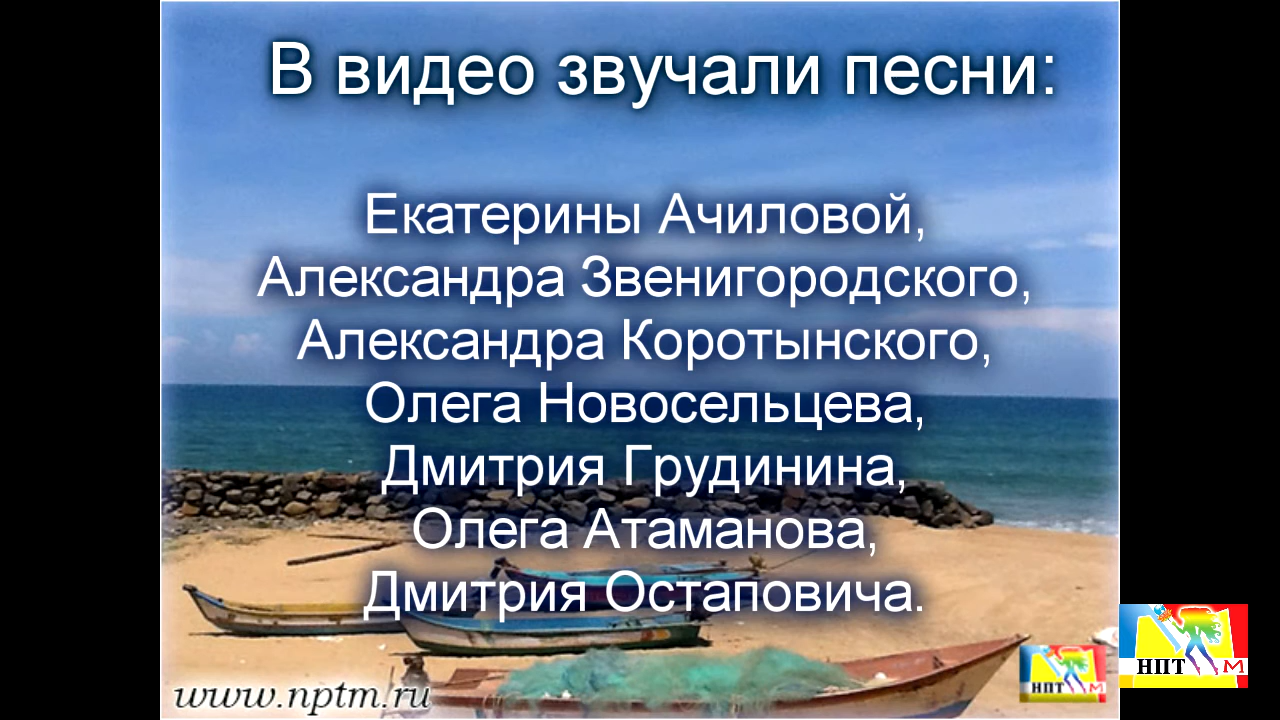 В видео звучали песни:
Екатерины Ачиловой,
Александра Звенигородского,
Александра Коротынского,
Олега Новосельцева,
Дмитрия Грудинина,
Олега Атаманова,
Дмитрия Остаповича.
www.nptm.ru
НПТ М
НПТ М